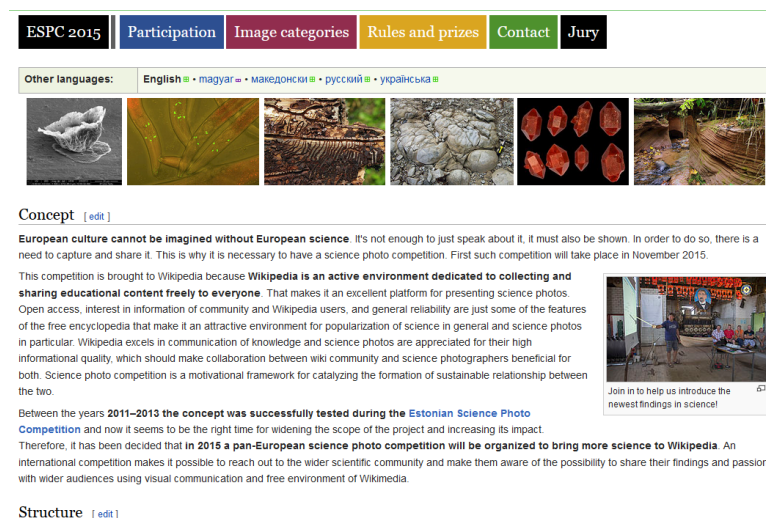 ESPC 2015 Participation Image categories Rules and prizes Contact Jury
Other languages: English • magyar • македонски • русский • українська
Concept [ edit ]
European culture cannot be imagined without European science. It's not enough to just speak about it, it must also be shown. In order to do so, there is a
need to capture and share it. This is why it is necessary to have a science photo competition. First such competition will take place in November 2015.
This competition is brought to Wikipedia because Wikipedia is an active environment dedicated to collecting and
sharing educational content freely to everyone. That makes it an excellent platform for presenting science photos.
Open access, interest in information of community and Wikipedia users, and general reliability are just some of the features
of the free encyclopedia that make it an attractive environment for popularization of science in general and science photos
in particular. Wikipedia excels in communication of knowledge and science photos are appreciated for their high
informational quality, which should make collaboration between wiki community and science photographers beneficial for
both. Science photo competition is a motivational framework for catalyzing the formation of sustainable relationship between
the two.
Join in to help us introduce the
newest findings in science!
Between the years 2011–2013 the concept was successfully tested during the Estonian Science Photo
Competition and now it seems to be the right time for widening the scope of the project and increasing its impact.
Therefore, it has been decided that in 2015 a pan-European science photo competition will be organized to bring more science to Wikipedia. An
international competition makes it possible to reach out to the wider scientific community and make them aware of the possibility to share their findings and passion
with wider audiences using visual communication and free environment of Wikimedia.
Structure [ edit ]